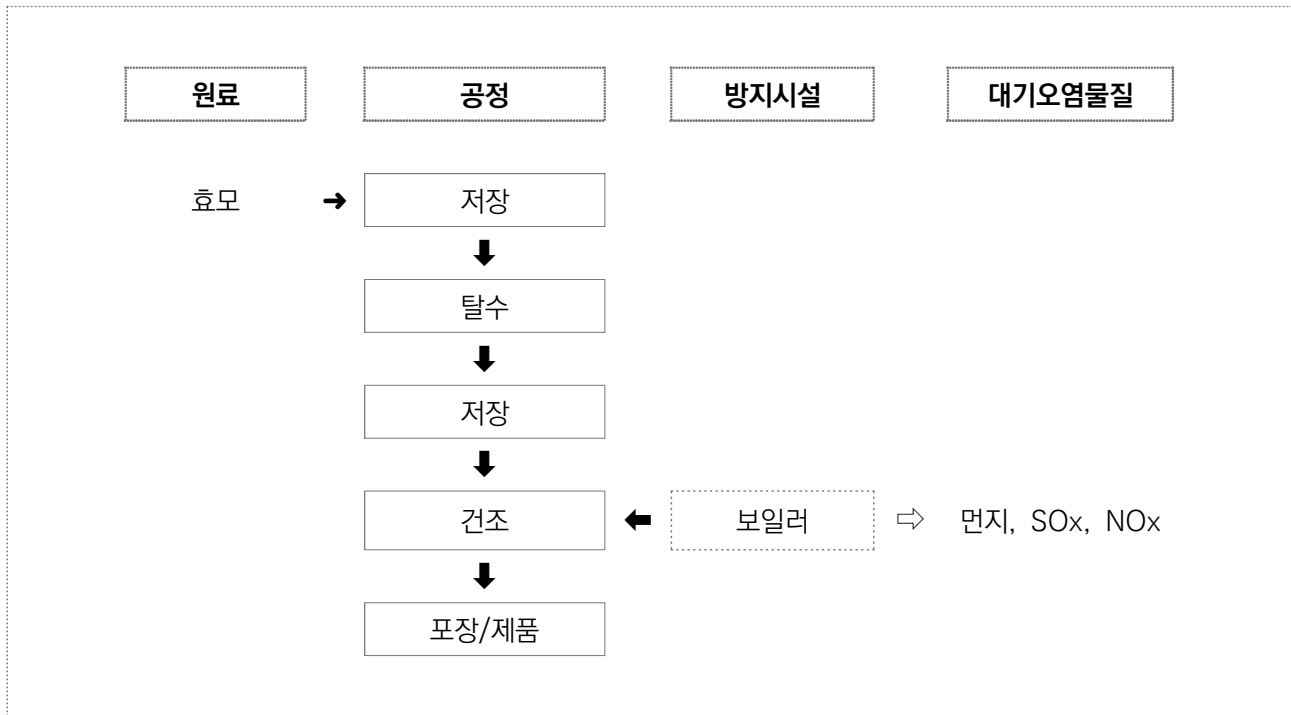 원료 공정 방지시설 대기오염물질
효모 → 저장
탈수
저장
건조 보일러 ⇨ 먼지, SOx, NOx
포장/제품